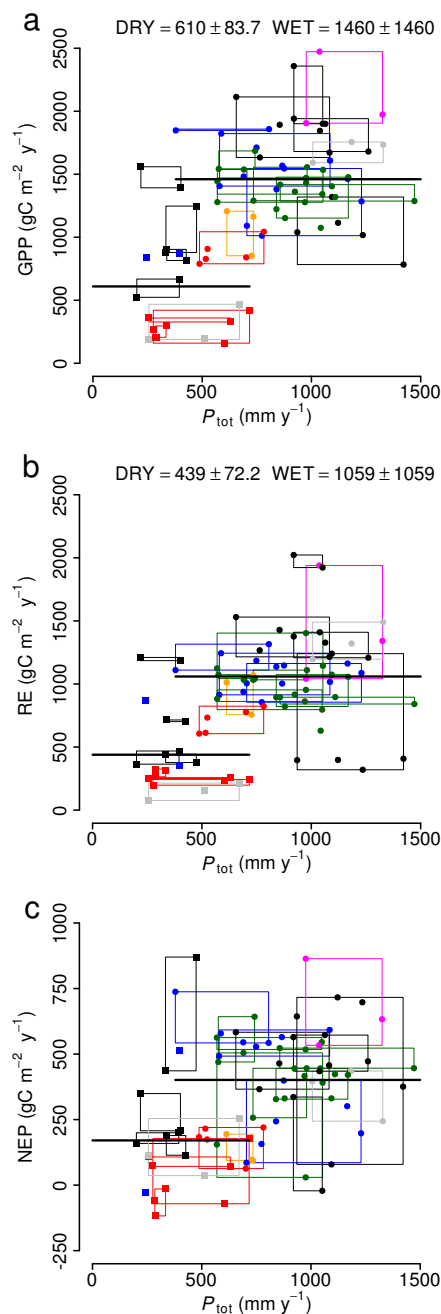 a
DRY = 610 ± 83.7 WET = 1460 ± 1460
GPP (gC m⁻² y⁻¹)
2500
2000
1500
1000
500
0
0 500 1000 1500
P_tot (mm y⁻¹)
b
DRY = 439 ± 72.2 WET = 1059 ± 1059
RE (gC m⁻² y⁻¹)
2500
2000
1500
1000
500
0
0 500 1000 1500
P_tot (mm y⁻¹)
c
NEP (gC m⁻² y⁻¹)
1000
750
500
250
0
-250
0 500 1000 1500
P_tot (mm y⁻¹)